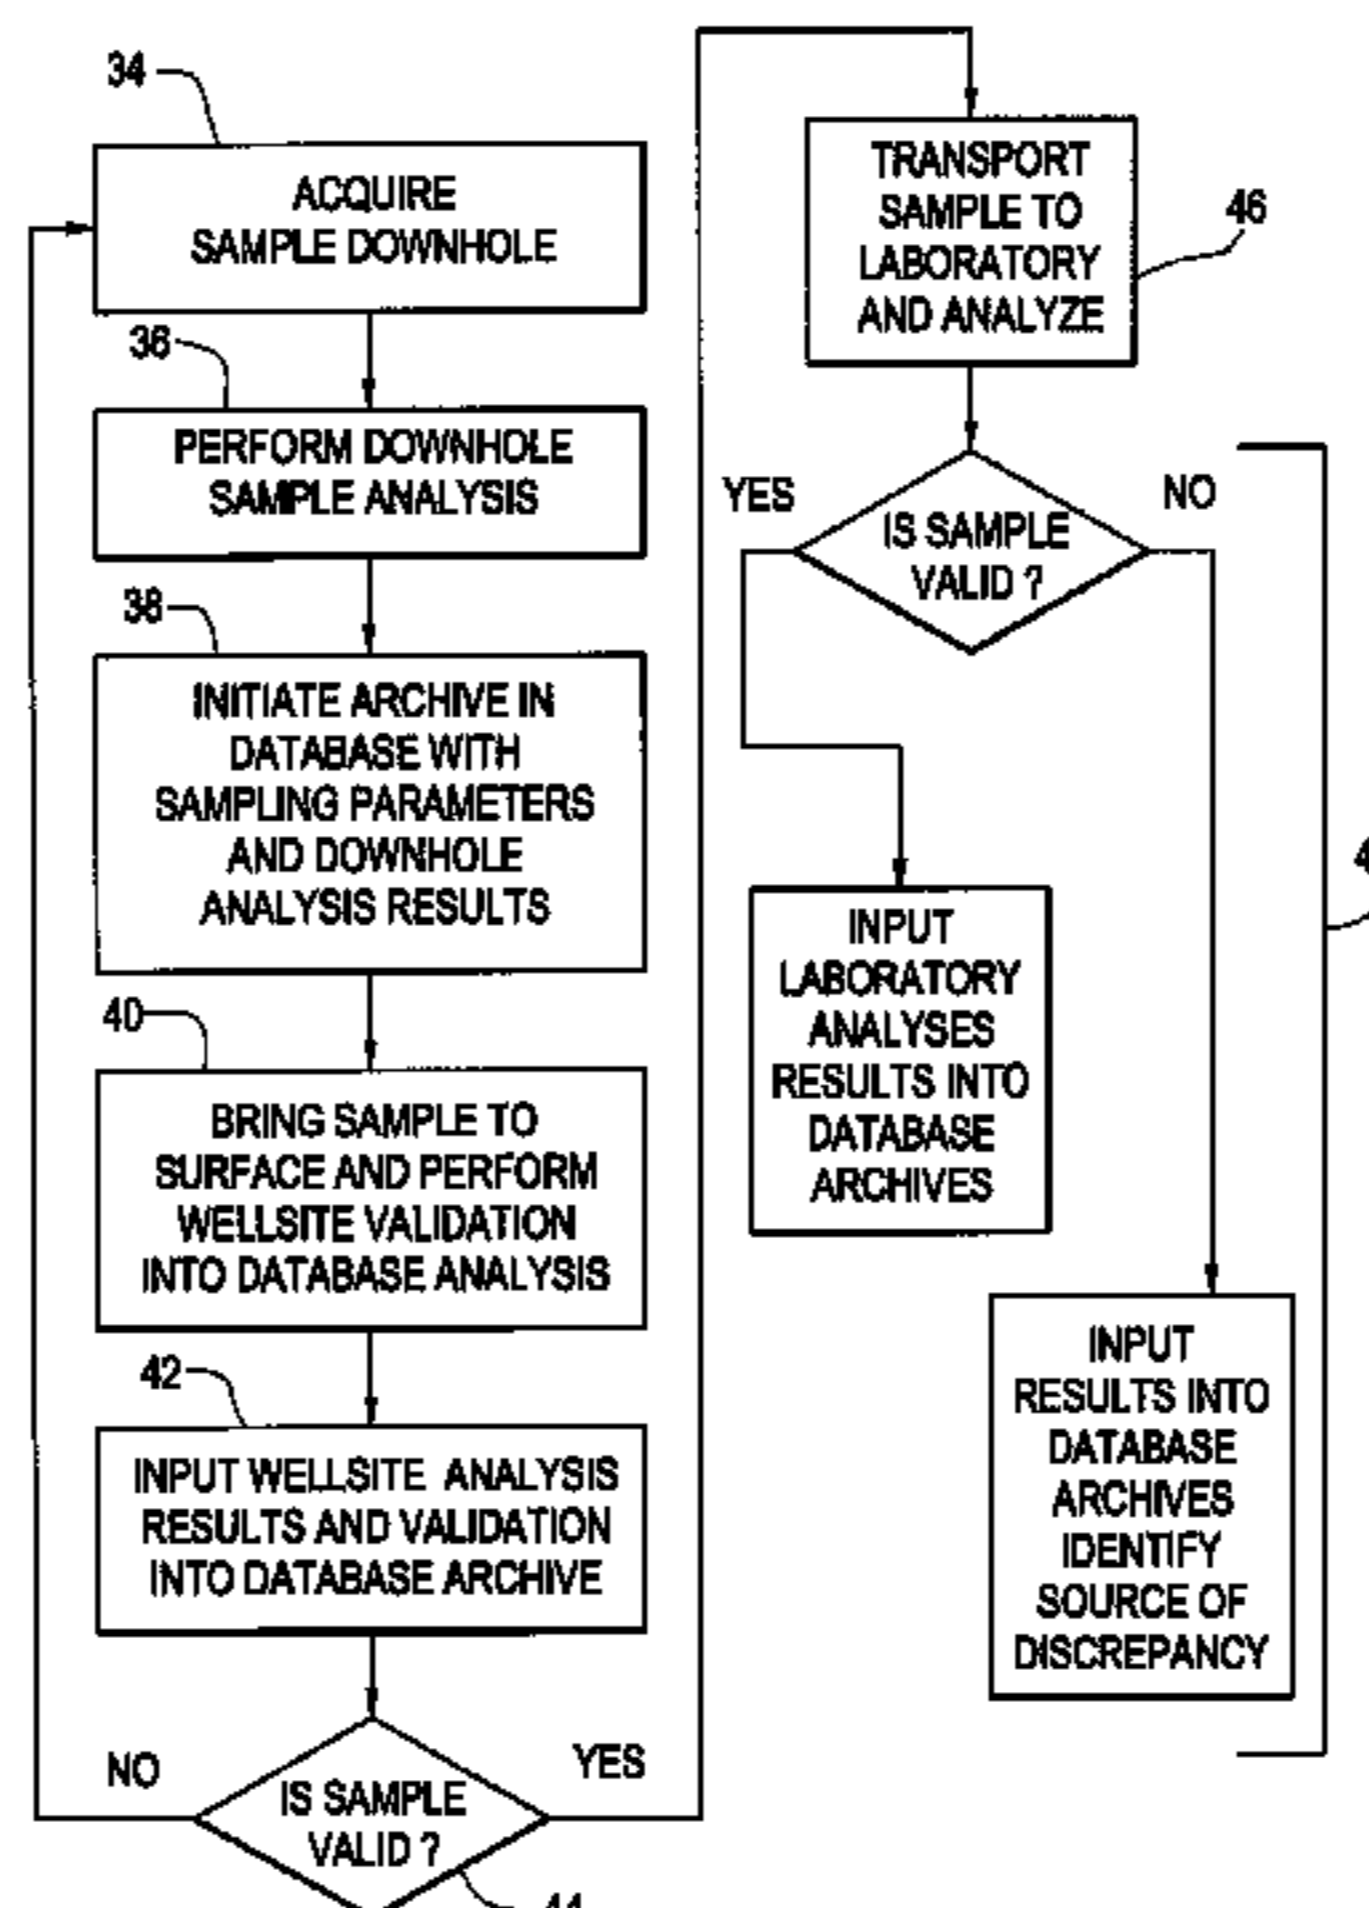 34
ACQUIRE
SAMPLE DOWNHOLE
36
PERFORM DOWNHOLE
SAMPLE ANALYSIS
38
INITIATE ARCHIVE IN
DATABASE WITH
SAMPLING PARAMETERS
AND DOWNHOLE
ANALYSIS RESULTS
40
BRING SAMPLE TO
SURFACE AND PERFORM
WELLSITE VALIDATION
INTO DATABASE ANALYSIS
42
INPUT WELLSITE ANALYSIS
RESULTS AND VALIDATION
INTO DATABASE ARCHIVE
NO
YES
IS SAMPLE
VALID ?
44
TRANSPORT
SAMPLE TO
LABORATORY
AND ANALYZE
46
YES
NO
IS SAMPLE
VALID ?
INPUT
LABORATORY
ANALYSES
RESULTS INTO
DATABASE
ARCHIVES
INPUT
RESULTS INTO
DATABASE
ARCHIVES
IDENTIFY
SOURCE OF
DISCREPANCY